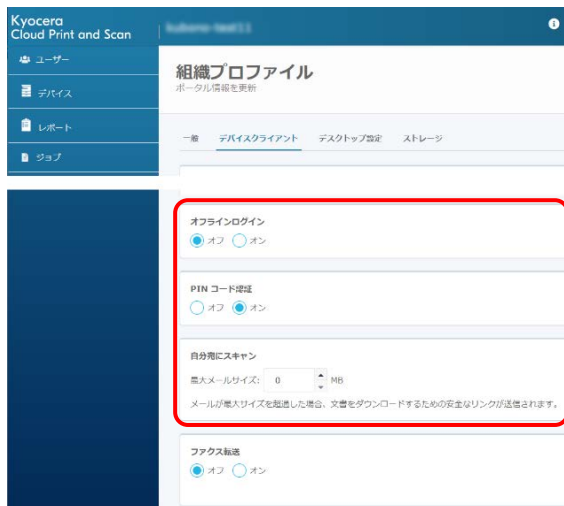 Kyocera
Cloud Print and Scan
ユーザー
デバイス
レポート
ジョブ
組織プロファイル
ポータル情報を更新
一般 デバイスクライアント デスクトップ設定 ストレージ
オフラインログイン
オフ オン
PIN コード認証
オフ オン
自分宛にスキャン
最大メールサイズ: 0 MB
メールが最大サイズを超過した場合、文書をダウンロードするための安全なリンクが送信されます。
ファクス転送
オフ オン